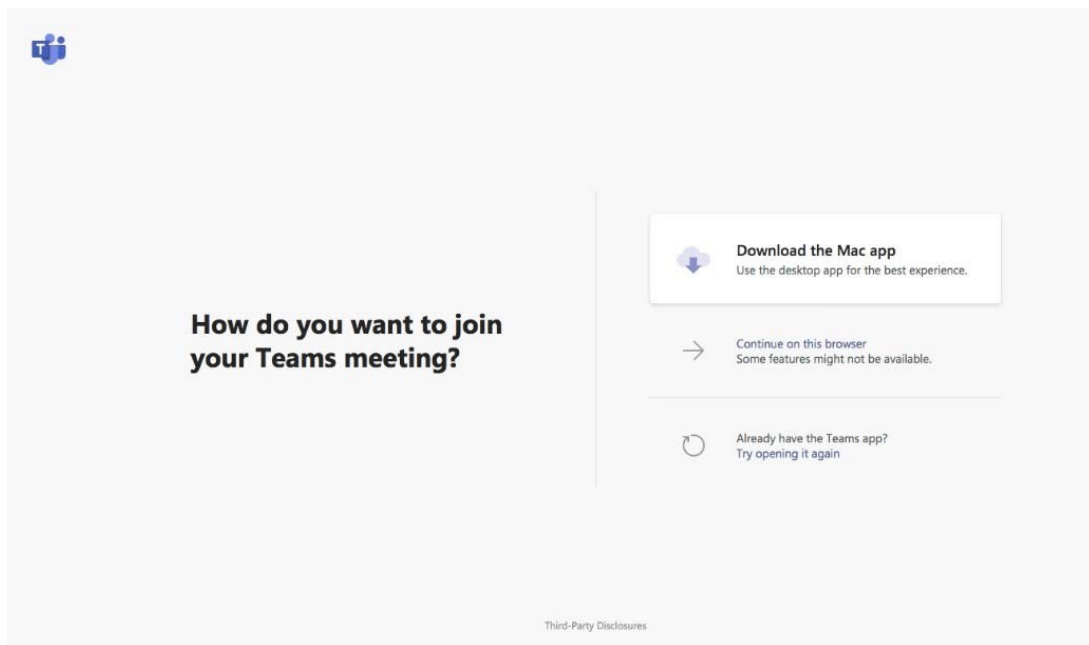 T
How do you want to join
your Teams meeting?
Download the Mac app
Use the desktop app for the best experience.
Continue on this browser
Some features might not be available.
Already have the Teams app?
Try opening it again
Third-Party Disclosures